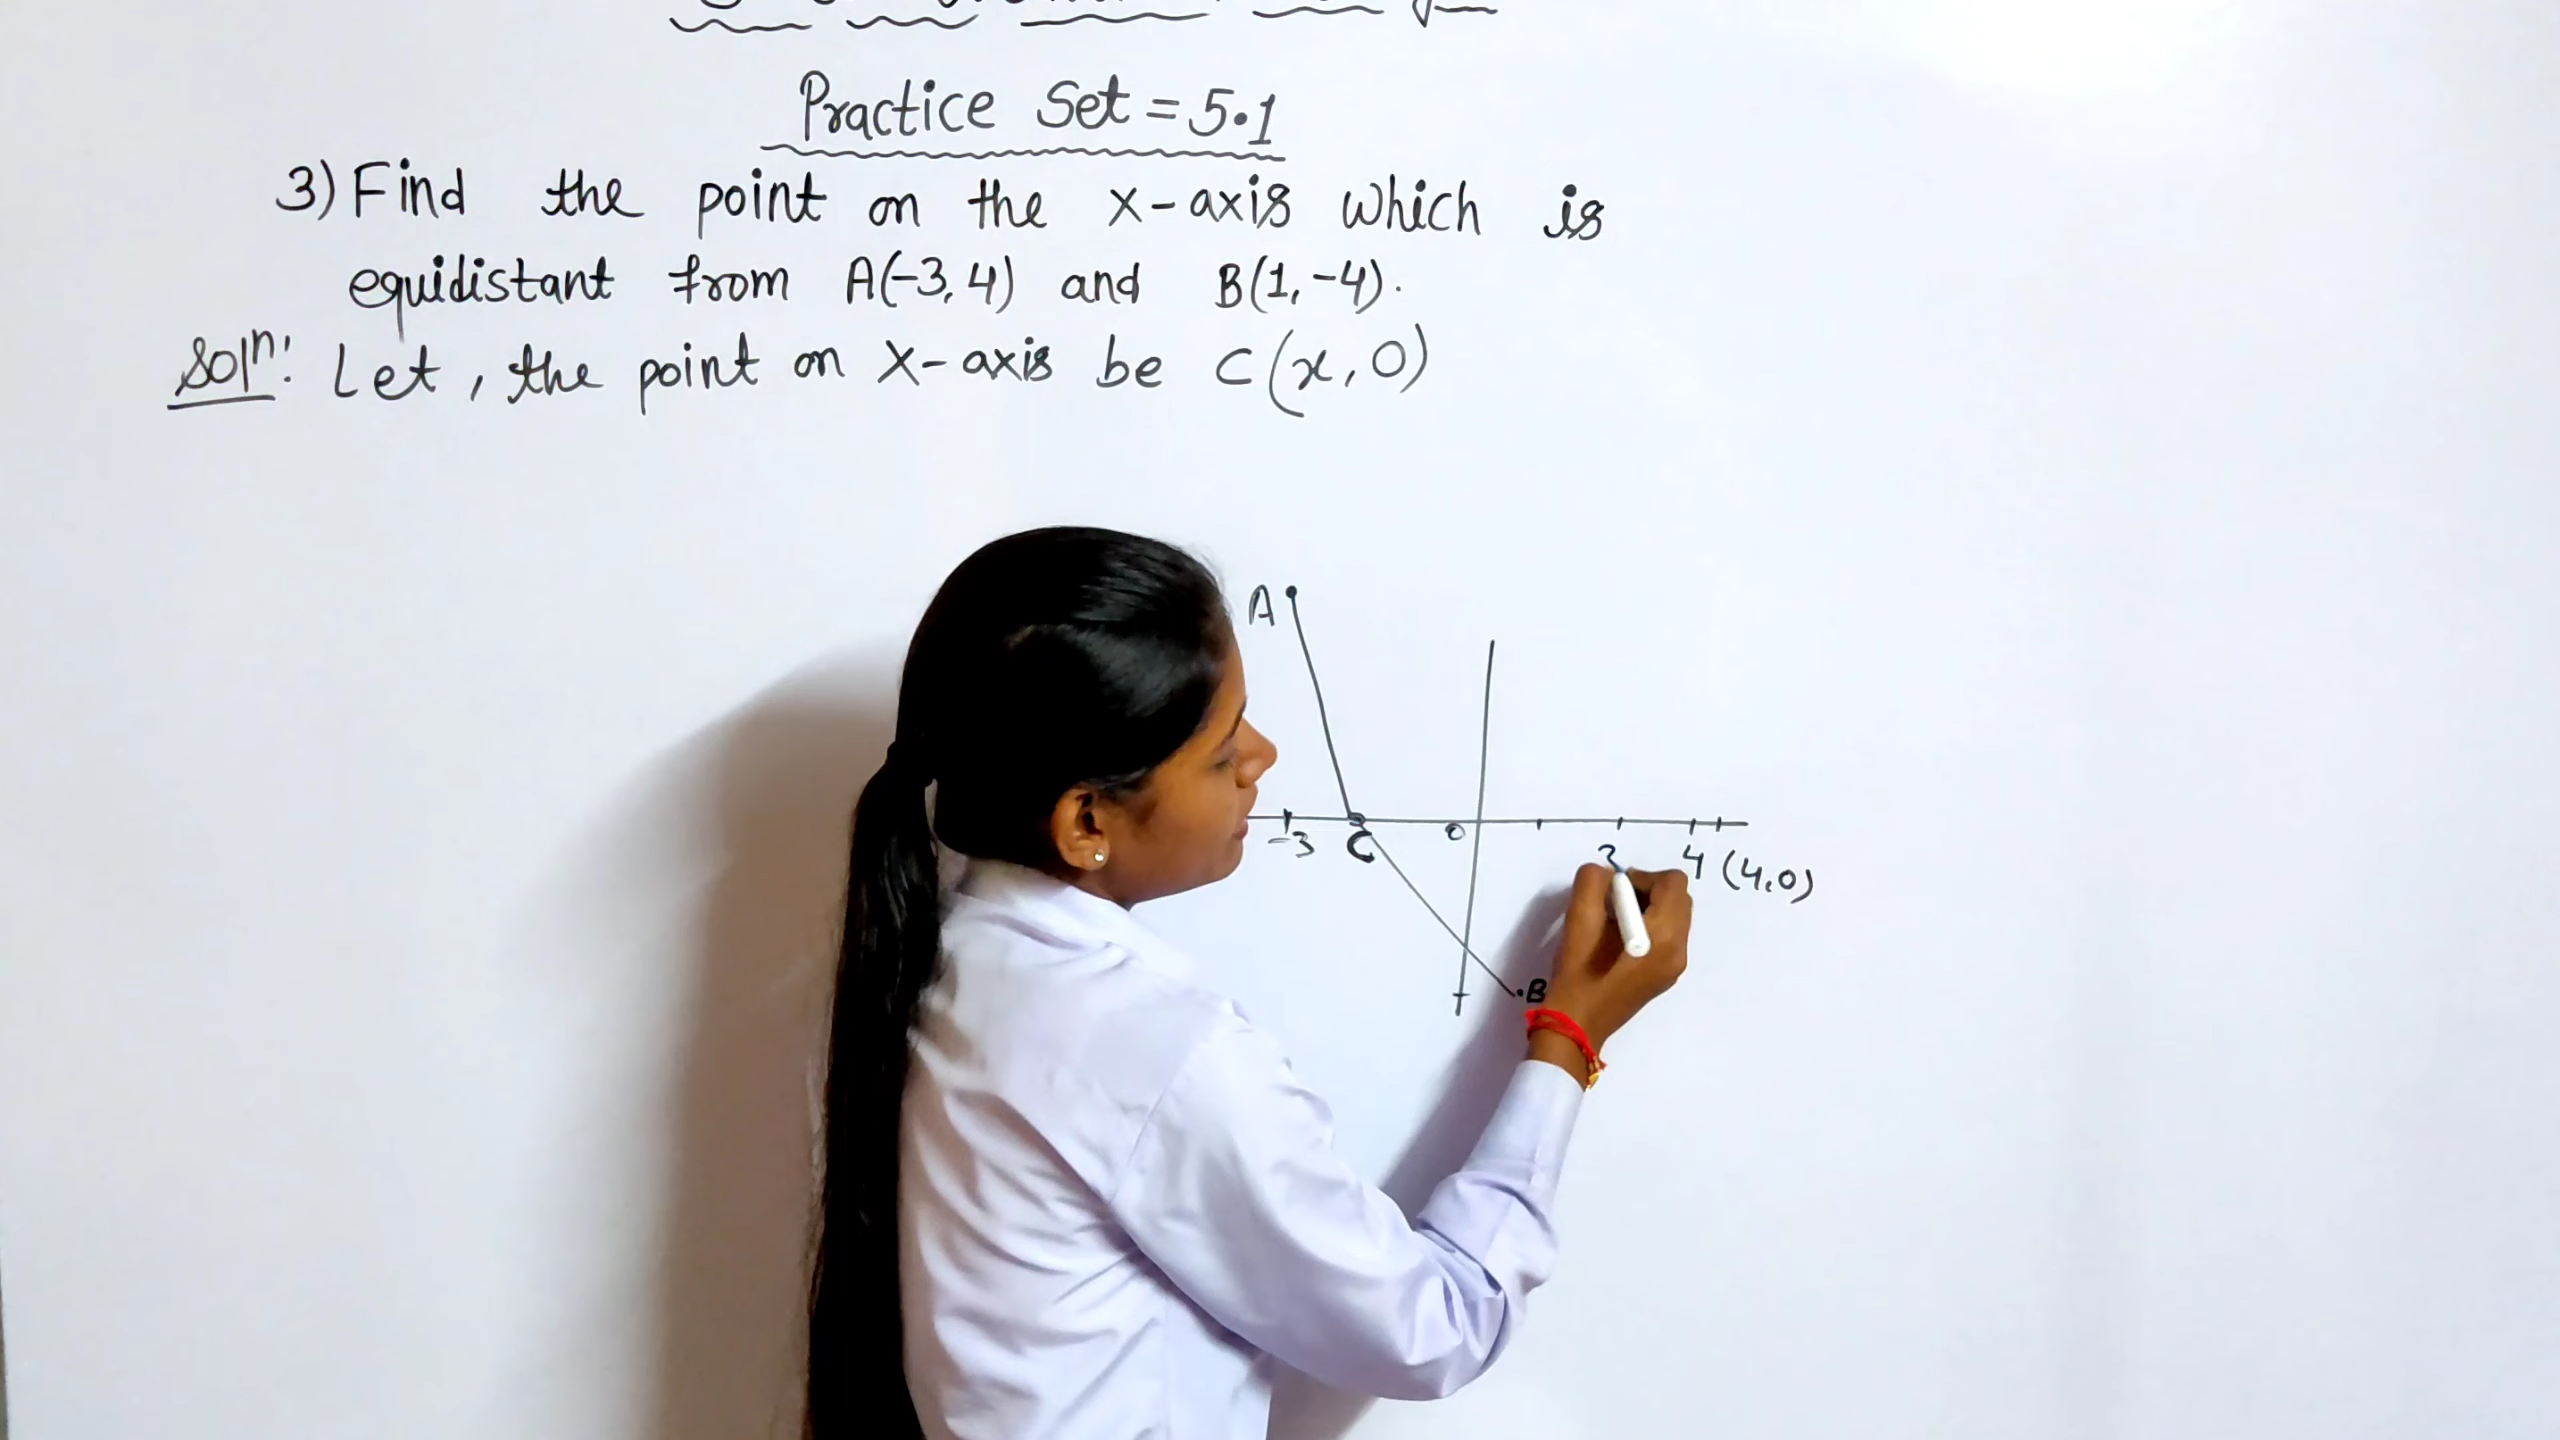 Practice Set = 5.1
3) Find the point on the x-axis which is
equidistant from A(-3, 4) and B(1, -4).
Solⁿ: Let, the point on X-axis be C(x, 0)
A
-3 C 0 4 (4,0)
B